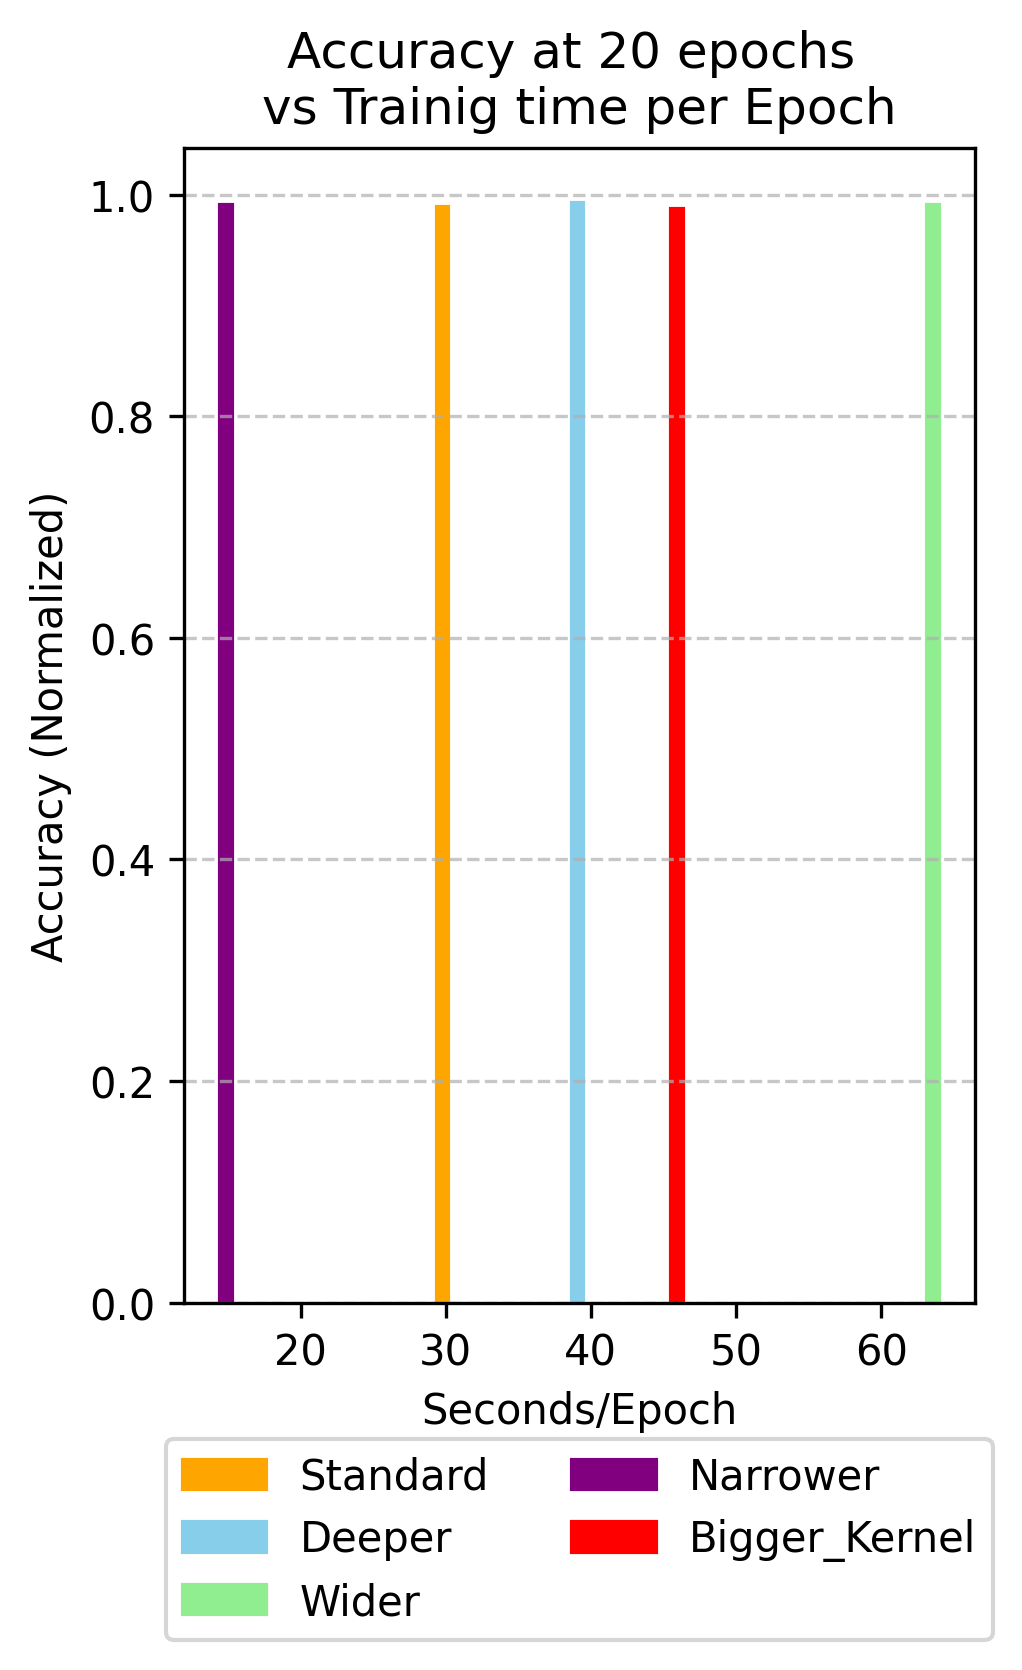 Accuracy at 20 epochs
vs Trainig time per Epoch
1.0
0.8
0.6
0.4
0.2
0.0
Accuracy (Normalized)
20 30 40 50 60
Seconds/Epoch
Standard
Deeper
Wider
Narrower
Bigger_Kernel